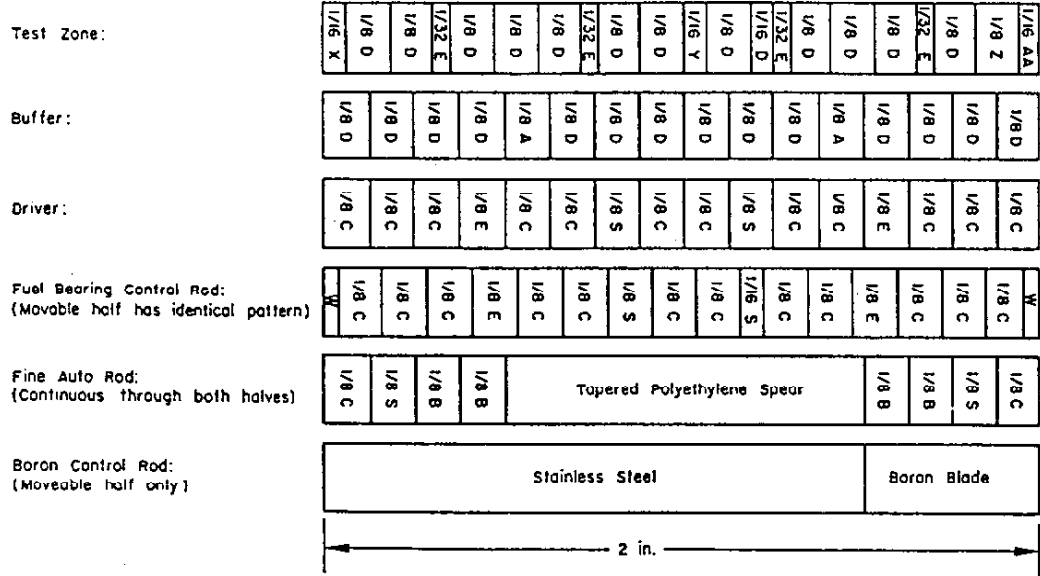 Test Zone:
1/16 X 1/8 D 1/8 D 1/32 E 1/8 D 1/8 D 1/8 D 1/32 E 1/8 D 1/8 D 1/16 Y 1/8 D 1/16 D 1/32 E 1/8 D 1/8 D 1/8 D 1/32 E 1/8 D 1/8 Z 1/16 AA
Buffer:
1/8 D 1/8 D 1/8 D 1/8 D 1/8 A 1/8 D 1/8 D 1/8 D 1/8 D 1/8 D 1/8 D 1/8 A 1/8 D 1/8 D 1/8 D 1/8 D
Driver:
1/8 C 1/8 C 1/8 C 1/8 E 1/8 C 1/8 C 1/8 S 1/8 C 1/8 C 1/8 S 1/8 C 1/8 C 1/8 E 1/8 C 1/8 C 1/8 C
Fuel Bearing Control Rod:
(Movable half has identical pattern)
W 1/8 C 1/8 C 1/8 C 1/8 E 1/8 C 1/8 C 1/8 S 1/8 C 1/8 C 1/16 S 1/8 C 1/8 C 1/8 E 1/8 C 1/8 C 1/8 C W
Fine Auto Rod:
(Continuous through both halves)
1/8 C 1/8 S 1/8 B 1/8 B Tapered Polyethylene Spear 1/8 B 1/8 B 1/8 S 1/8 C
Boron Control Rod:
(Moveable half only)
Stainless Steel Boron Blade
2 in.